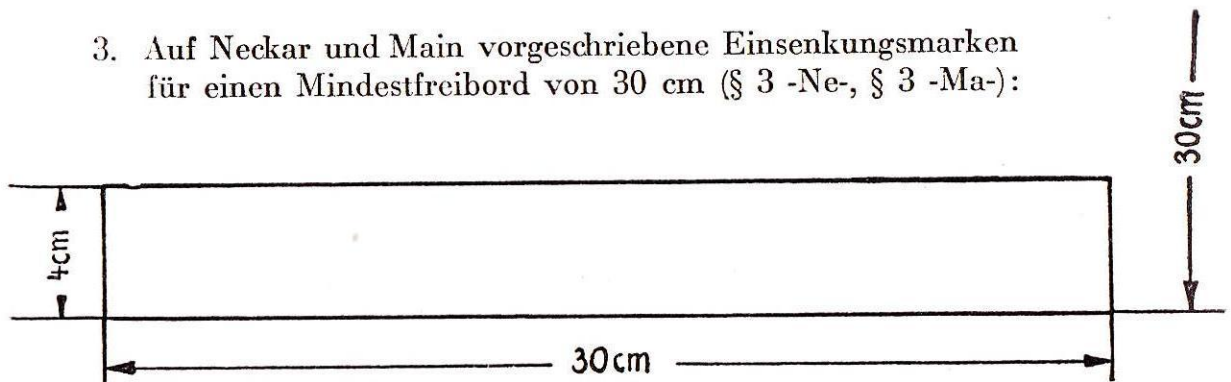 3. Auf Neckar und Main vorgeschriebene Einsenkungsmarken
für einen Mindestfreibord von 30 cm (§ 3 -Ne-, § 3 -Ma-):
30cm
4cm
30cm